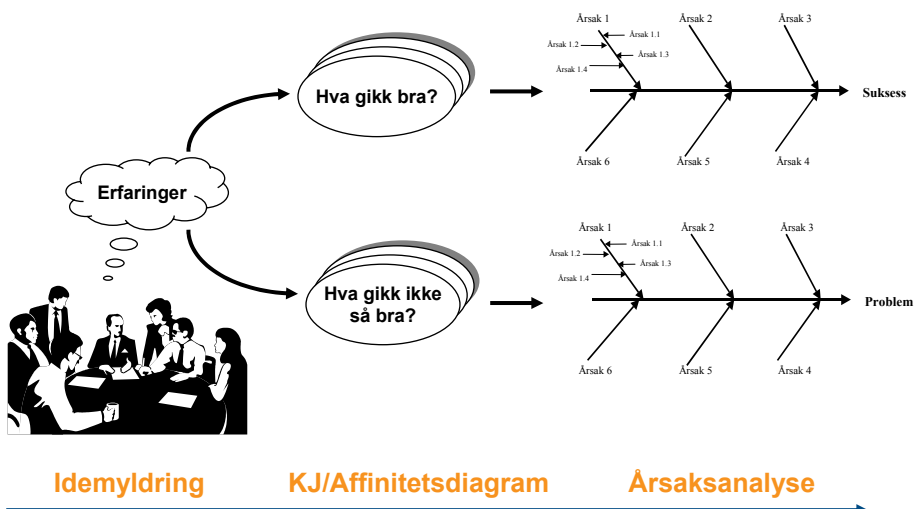 Årsak 1
Årsak 2
Årsak 3
Årsak 1.1
Årsak 1.2
Årsak 1.3
Årsak 1.4
Hva gikk bra?
Suksess
Årsak 6
Årsak 5
Årsak 4
Erfaringer
Årsak 1
Årsak 2
Årsak 3
Årsak 1.1
Årsak 1.2
Årsak 1.3
Årsak 1.4
Hva gikk ikke
så bra?
Problem
Årsak 6
Årsak 5
Årsak 4
Idemyldring
KJ/Affinitetsdiagram
Årsaksanalyse